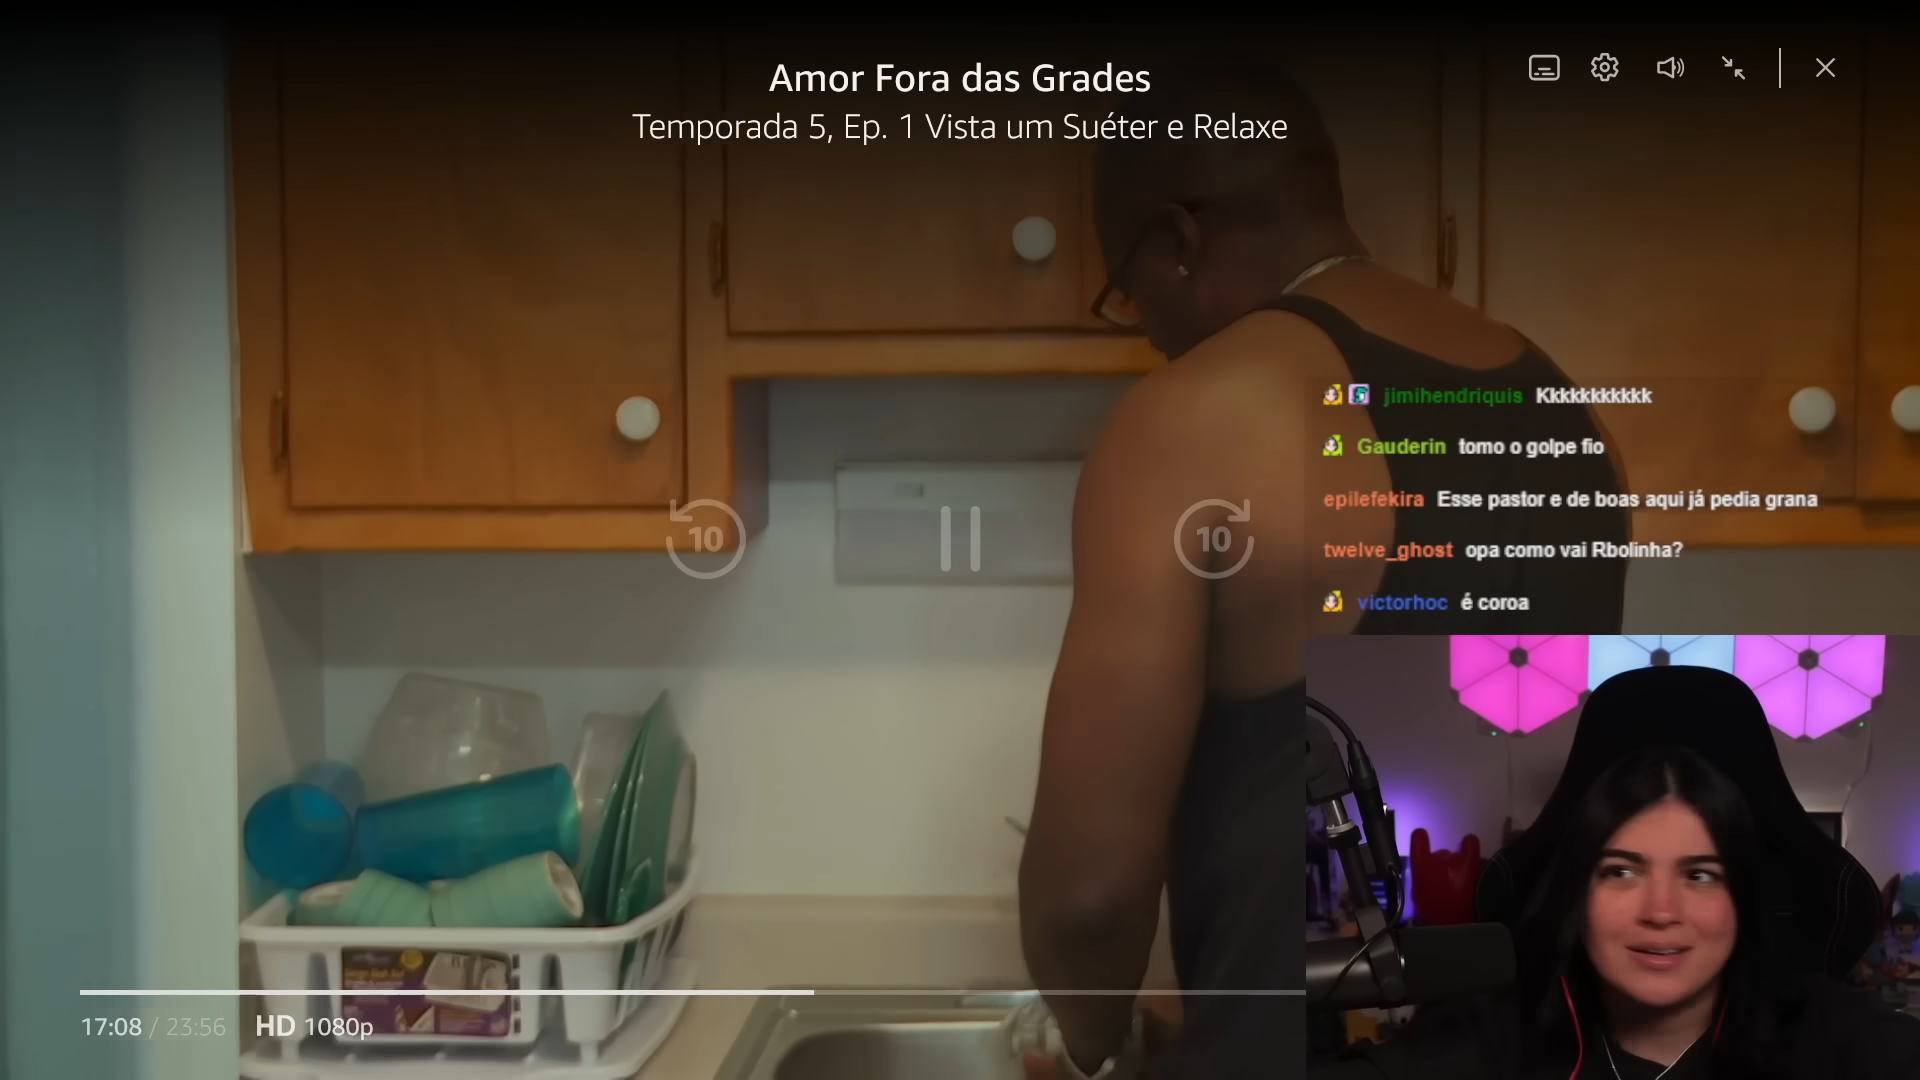 Amor Fora das Grades
Temporada 5, Ep. 1 Vista um Suéter e Relaxe
jimihendriquis Kkkkkkkkkkk
Gauderin tomo o golpe fio
epilefekira Esse pastor e de boas aqui já pedia grana
twelve_ghost opa como vai Rbolinha?
victorhoc é coroa
10
10
17:08 / 23:56 HD 1080p